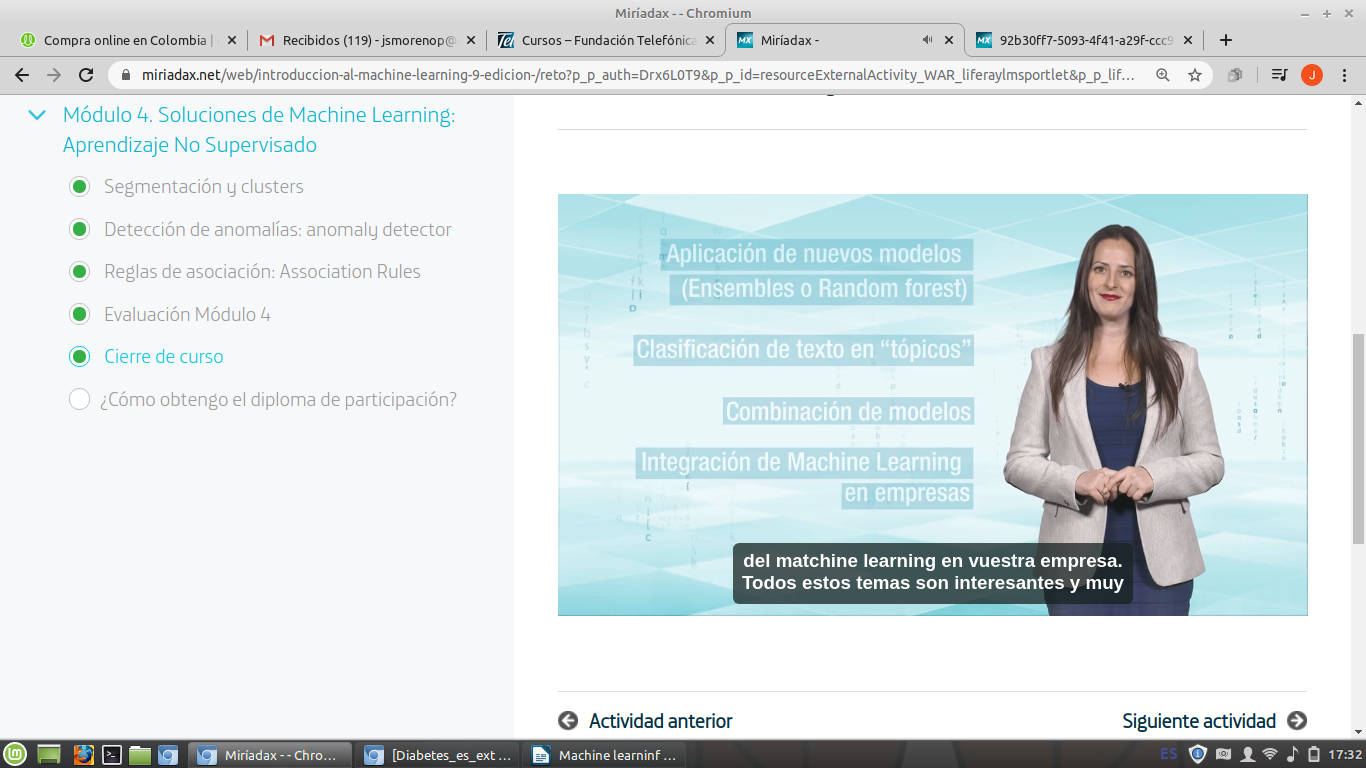 Miríadax - - Chromium
Compra online en Colombia |
Recibidos (119) - jsmorenop@
Cursos – Fundación Telefónica
Miríadax -
92b30ff7-5093-4f41-a29f-ccc9
miriadax.net/web/introduccion-al-machine-learning-9-edicion-/reto?p_p_auth=Drx6L0T9&p_p_id=resourceExternalActivity_WAR_liferaylmsportlet&p_p_lif...
J
Módulo 4. Soluciones de Machine Learning:
Aprendizaje No Supervisado
Segmentación y clusters
Detección de anomalías: anomaly detector
Reglas de asociación: Association Rules
Evaluación Módulo 4
Cierre de curso
¿Cómo obtengo el diploma de participación?
Aplicación de nuevos modelos
(Ensembles o Random forest)
Clasificación de texto en “tópicos”
Combinación de modelos
Integración de Machine Learning
en empresas
del matchine learning en vuestra empresa.
Todos estos temas son interesantes y muy
Actividad anterior
Siguiente actividad
Miríadax - - Chro...
[Diabetes_es_ext ...
Machine learninf ...
ES
17:32